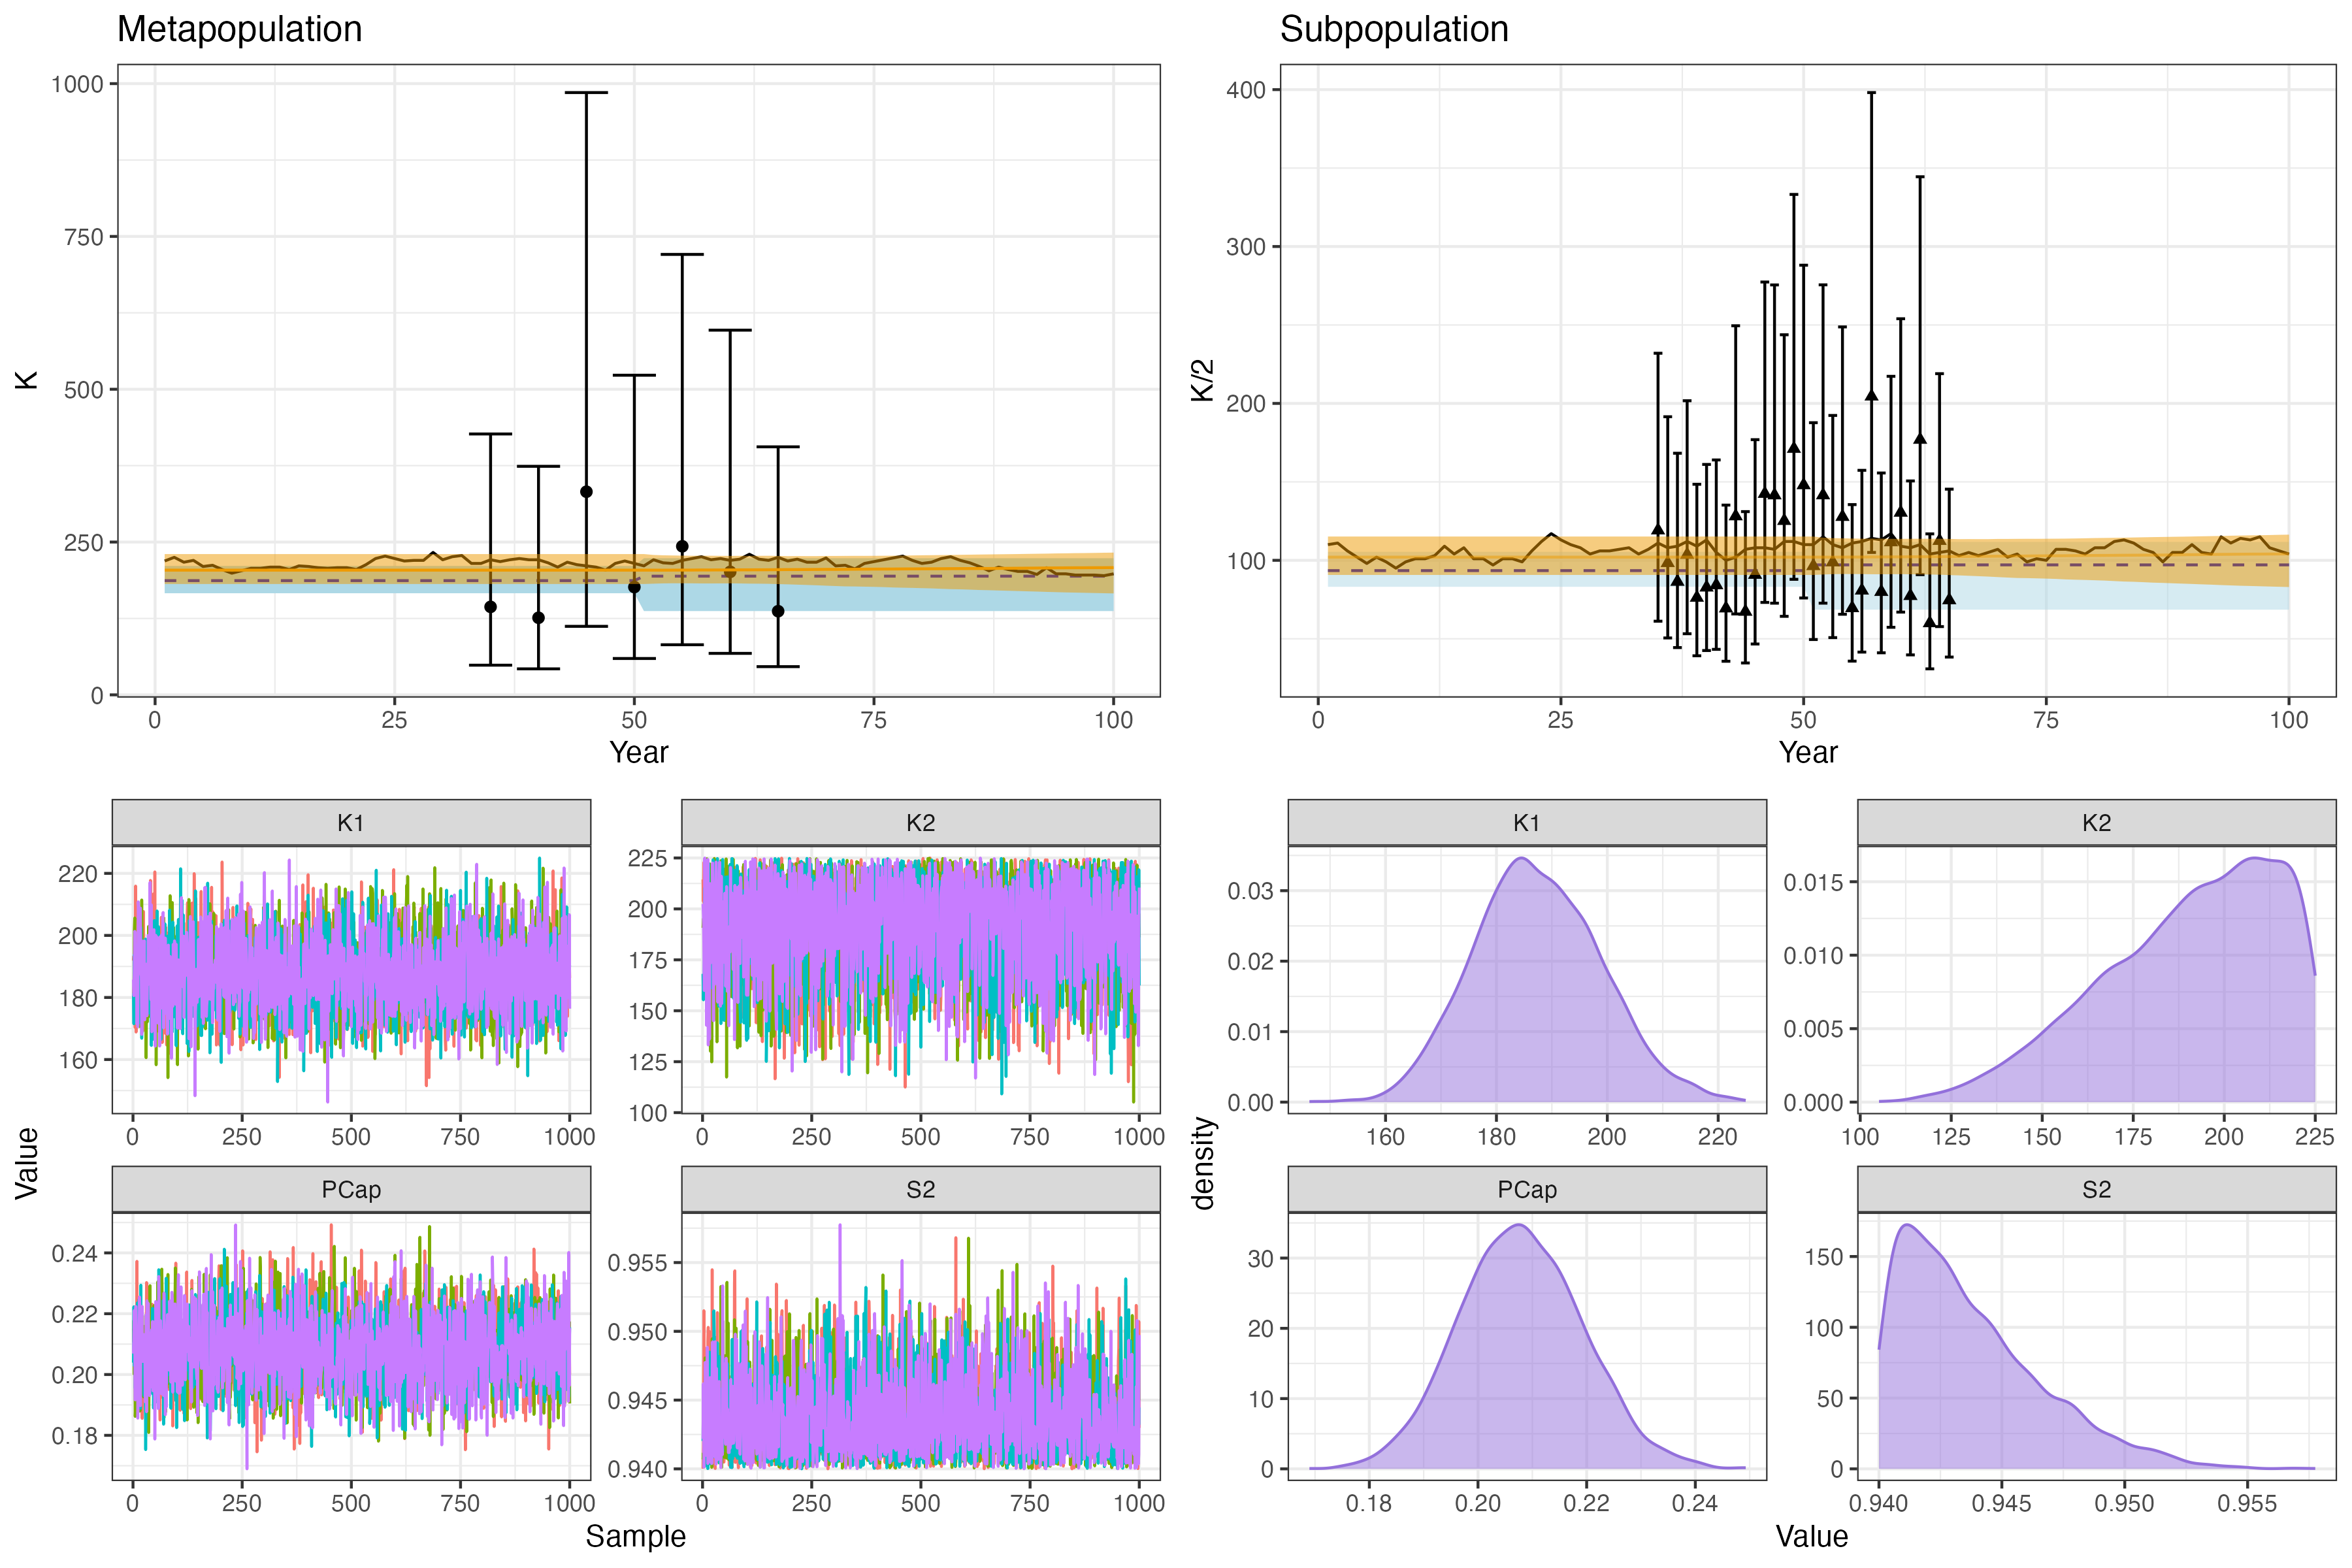 Metapopulation
Subpopulation
1000
750
500
250
0
K
0 25 50 75 100
Year
400
300
200
100
K/2
0 25 50 75 100
Year
K1
K2
K1
K2
220
200
180
160
0 250 500 750 1000
225
200
175
150
125
100
0 250 500 750 1000
0.03
0.02
0.01
0.00
160 180 200 220
0.015
0.010
0.005
0.000
100 125 150 175 200 225
Value
density
PCap
S2
PCap
S2
0.24
0.22
0.20
0.18
0 250 500 750 1000
0.955
0.950
0.945
0.940
0 250 500 750 1000
30
20
10
0
0.18 0.20 0.22 0.24
150
100
50
0
0.940 0.945 0.950 0.955
Sample
Value